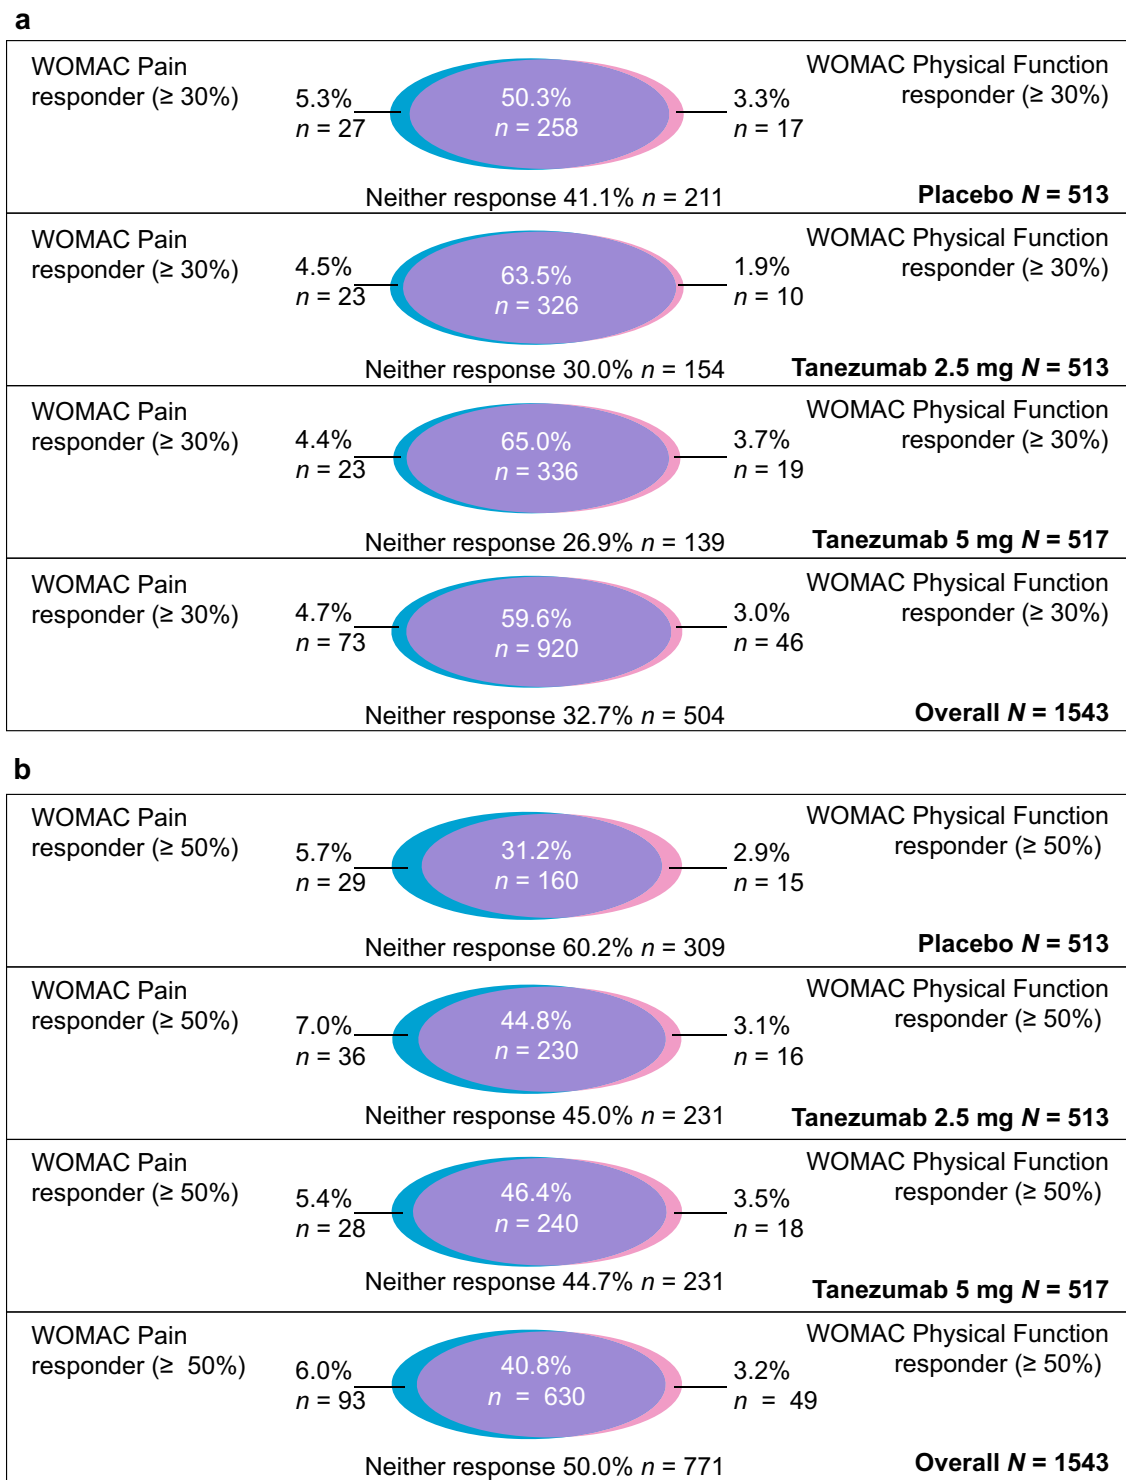 a
WOMAC Pain
responder (≥ 30%)
5.3%
n = 27
50.3%
n = 258
3.3%
n = 17
WOMAC Physical Function
responder (≥ 30%)
Neither response 41.1% n = 211
Placebo N = 513
WOMAC Pain
responder (≥ 30%)
4.5%
n = 23
63.5%
n = 326
1.9%
n = 10
WOMAC Physical Function
responder (≥ 30%)
Neither response 30.0% n = 154
Tanezumab 2.5 mg N = 513
WOMAC Pain
responder (≥ 30%)
4.4%
n = 23
65.0%
n = 336
3.7%
n = 19
WOMAC Physical Function
responder (≥ 30%)
Neither response 26.9% n = 139
Tanezumab 5 mg N = 517
WOMAC Pain
responder (≥ 30%)
4.7%
n = 73
59.6%
n = 920
3.0%
n = 46
WOMAC Physical Function
responder (≥ 30%)
Neither response 32.7% n = 504
Overall N = 1543
b
WOMAC Pain
responder (≥ 50%)
5.7%
n = 29
31.2%
n = 160
2.9%
n = 15
WOMAC Physical Function
responder (≥ 50%)
Neither response 60.2% n = 309
Placebo N = 513
WOMAC Pain
responder (≥ 50%)
7.0%
n = 36
44.8%
n = 230
3.1%
n = 16
WOMAC Physical Function
responder (≥ 50%)
Neither response 45.0% n = 231
Tanezumab 2.5 mg N = 513
WOMAC Pain
responder (≥ 50%)
5.4%
n = 28
46.4%
n = 240
3.5%
n = 18
WOMAC Physical Function
responder (≥ 50%)
Neither response 44.7% n = 231
Tanezumab 5 mg N = 517
WOMAC Pain
responder (≥ 50%)
6.0%
n = 93
40.8%
n = 630
3.2%
n = 49
WOMAC Physical Function
responder (≥ 50%)
Neither response 50.0% n = 771
Overall N = 1543